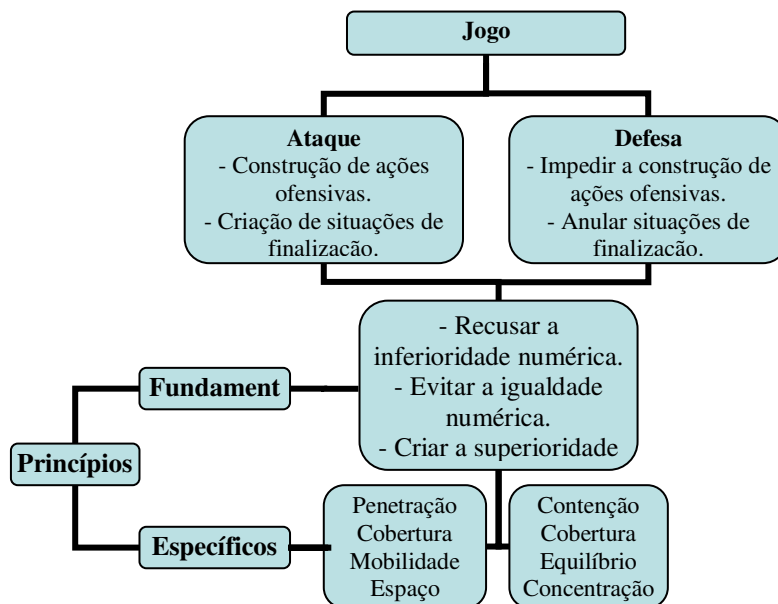 Jogo
Ataque
- Construção de ações
ofensivas.
- Criação de situações de
finalizacão.
Defesa
- Impedir a construção de
ações ofensivas.
- Anular situações de
finalizacão.
- Recusar a
inferioridade numérica.
- Evitar a igualdade
numérica.
- Criar a superioridade
Fundament
Princípios
Específicos
Penetração
Cobertura
Mobilidade
Espaço
Contenção
Cobertura
Equilíbrio
Concentração